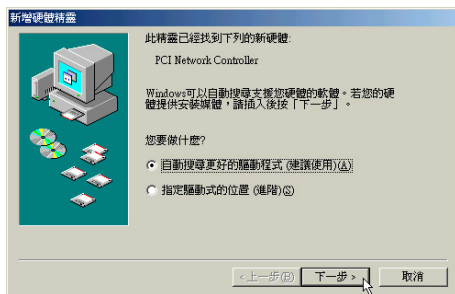 新增硬體精靈
此精靈已經找到下列的新硬體:
PCI Network Controller
Windows可以自動搜尋支援您硬體的軟體。若您的硬
體提供安裝媒體，請插入後按「下一步」。
您要做什麼?
自動搜尋更好的驅動程式 (建議使用)(A)
指定驅動式的位置 (進階)(S)
<上一步(B)
下一步 >
取消